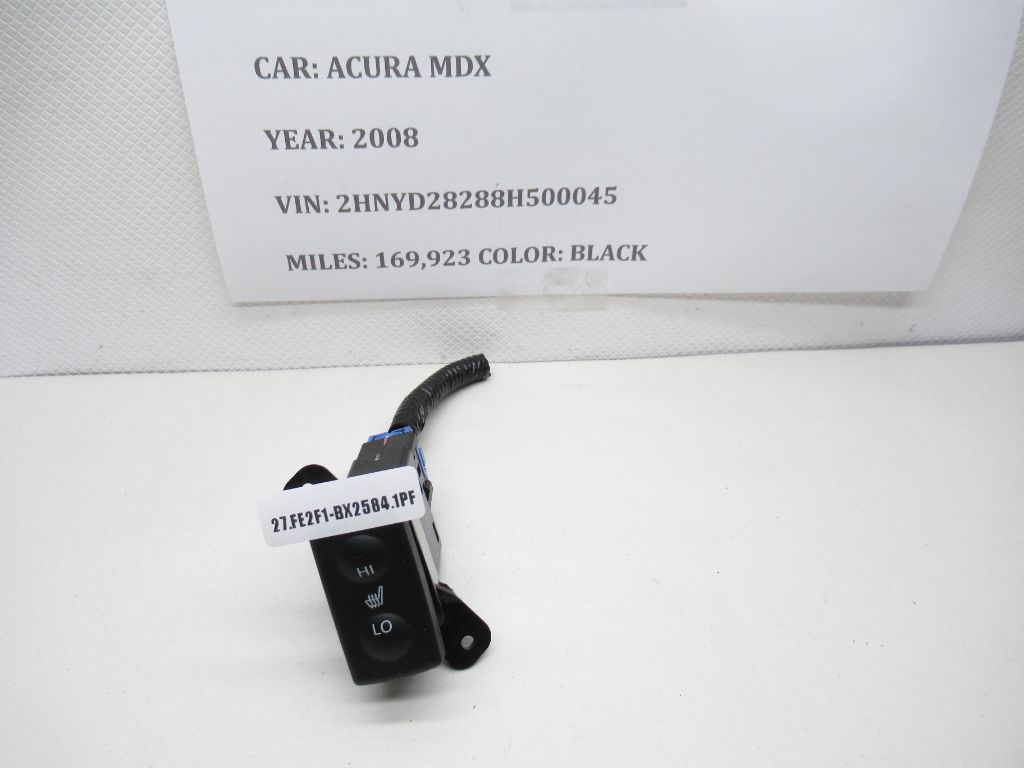 CAR: ACURA MDX
YEAR: 2008
VIN: 2HNYD28288H500045
MILES: 169,923 COLOR: BLACK
27.FE2F1-BX2584.1PF
HI
LO